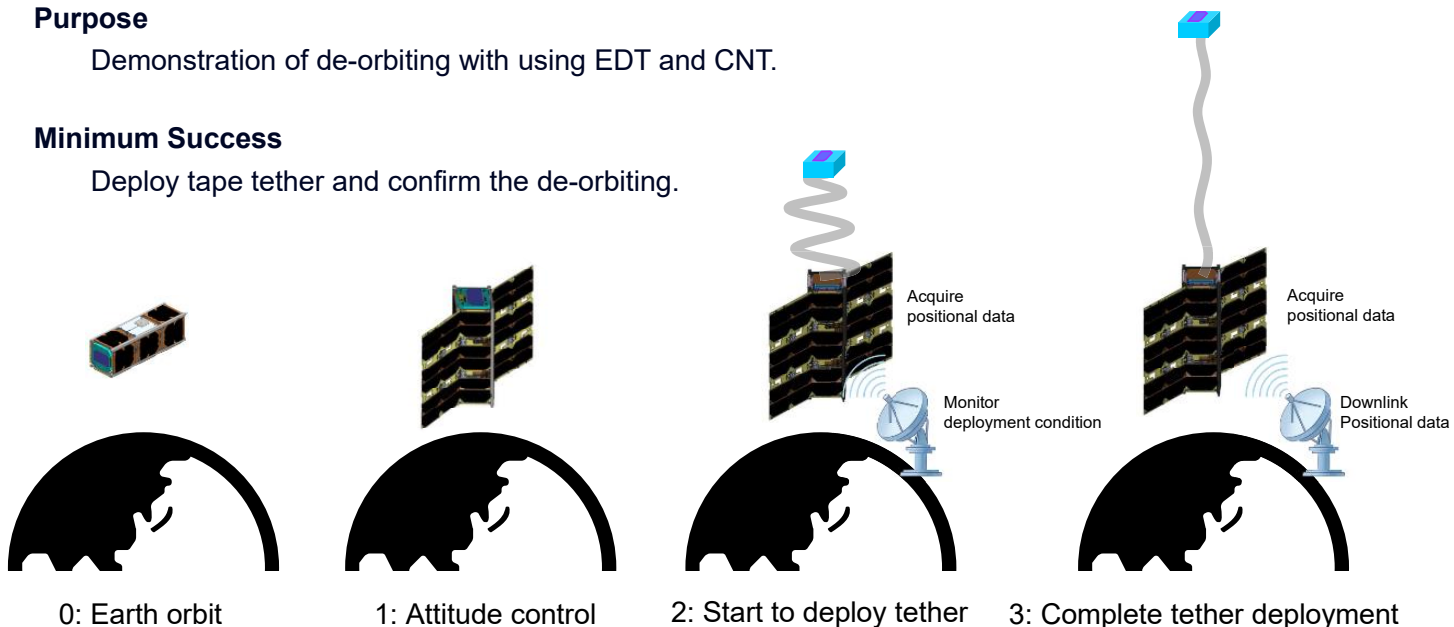 Purpose
Demonstration of de-orbiting with using EDT and CNT.
Minimum Success
Deploy tape tether and confirm the de-orbiting.
Acquire
positional data
Monitor
deployment condition
Acquire
positional data
Downlink
Positional data
0: Earth orbit
1: Attitude control
2: Start to deploy tether
3: Complete tether deployment